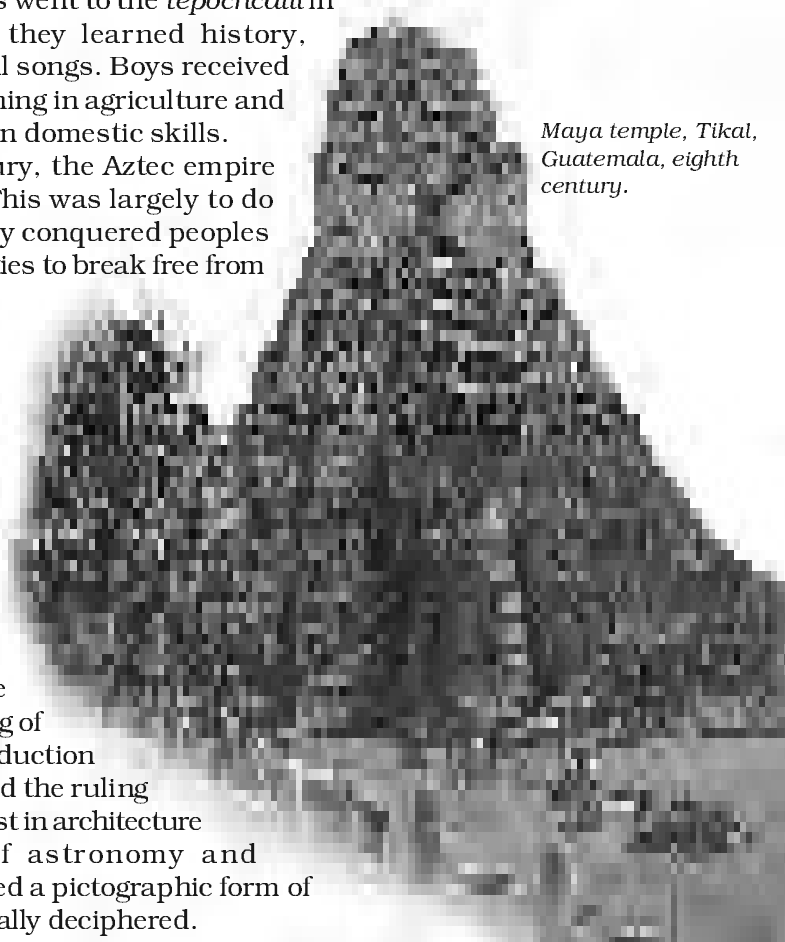 s went to the tepochcalli in
they learned history,
l songs. Boys received
ning in agriculture and
n domestic skills.
ury, the Aztec empire
This was largely to do
y conquered peoples
ies to break free from
Maya temple, Tikal,
Guatemala, eighth
century.
e
g of
duction
d the ruling
st in architecture
f astronomy and
ed a pictographic form of
ally deciphered.